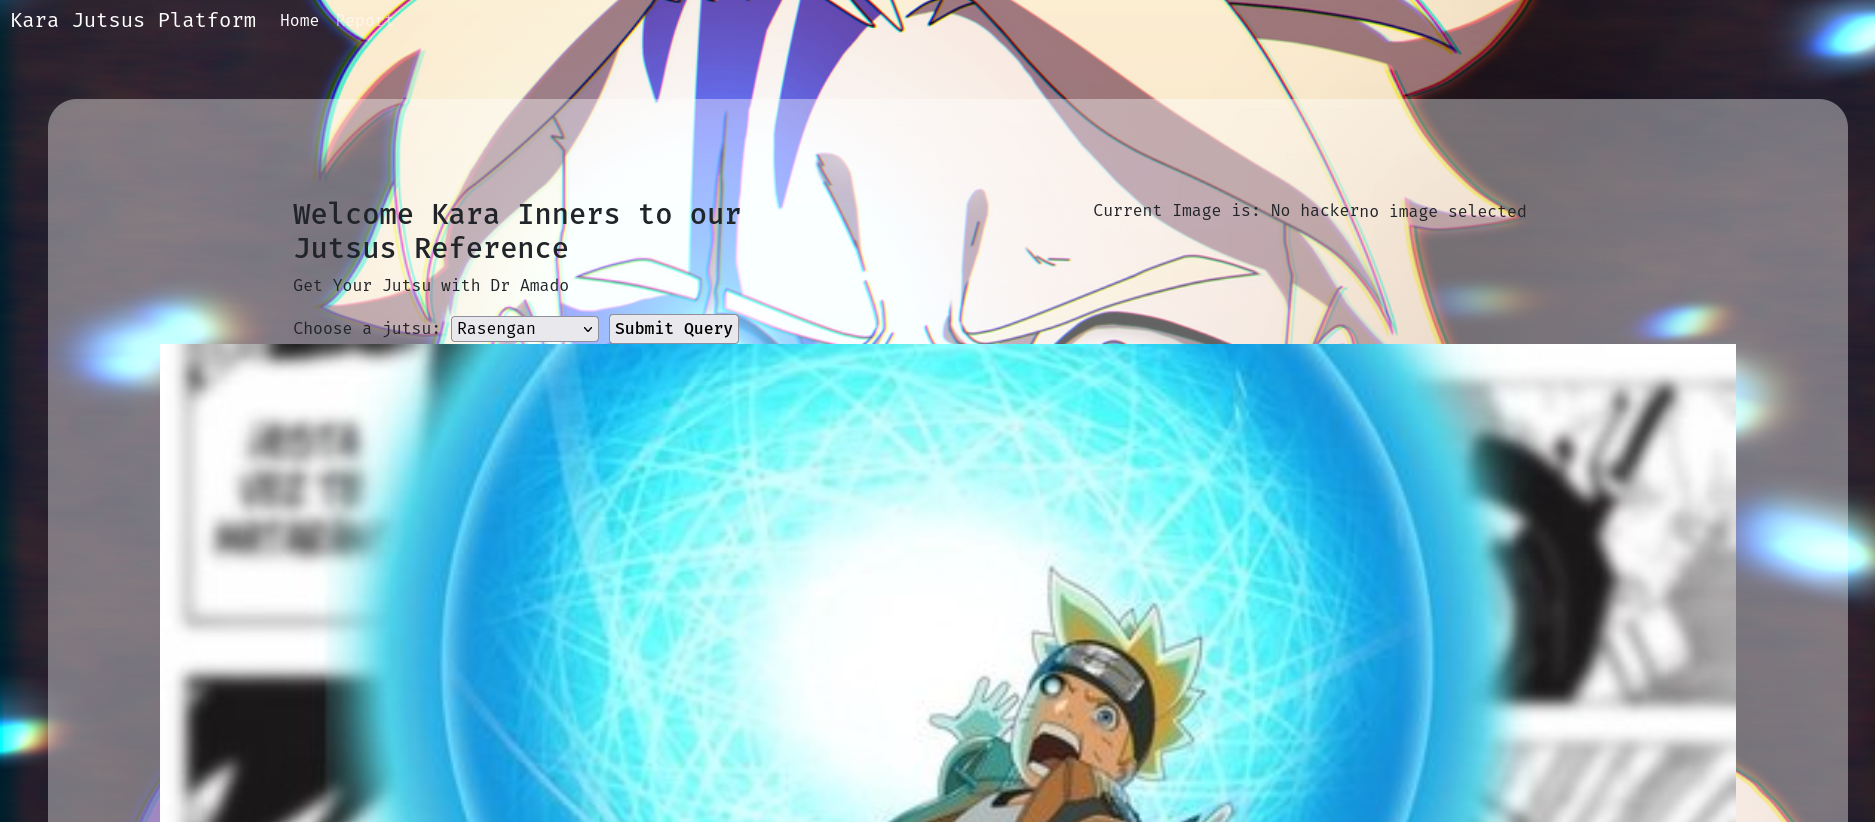 Kara Jutsus Platform Home Report
Welcome Kara Inners to our
Jutsus Reference
Get Your Jutsu with Dr Amado
Choose a jutsu: Rasengan Submit Query
Current Image is: No hackerno image selected